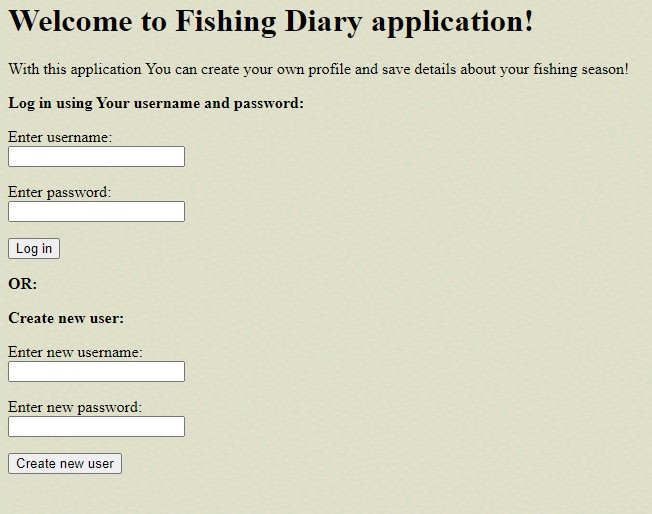 Welcome to Fishing Diary application!
With this application You can create your own profile and save details about your fishing season!
Log in using Your username and password:
Enter username:
Enter password:
Log in
OR:
Create new user:
Enter new username:
Enter new password:
Create new user